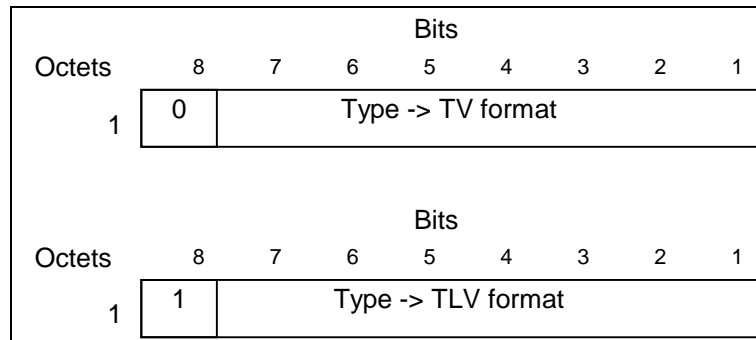 Bits
Octets 8 7 6 5 4 3 2 1
1 0 Type -> TV format
Bits
Octets 8 7 6 5 4 3 2 1
1 1 Type -> TLV format